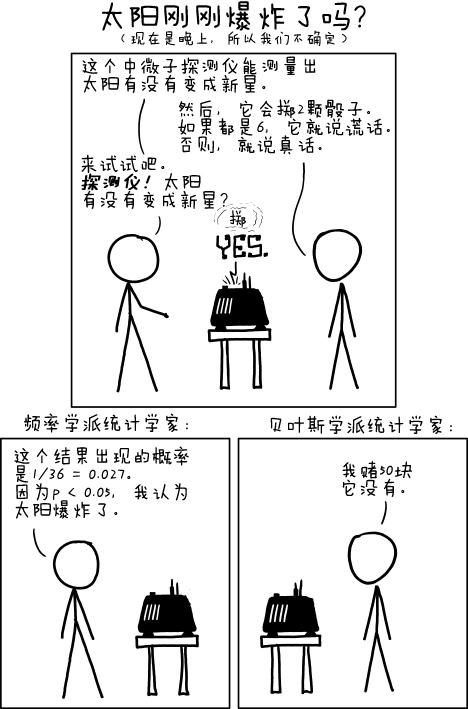 太阳刚刚爆炸了吗?
(现在是晚上, 所以我们不确定)
这个中微子探测仪能测量出
太阳有没有变成新星。
然后, 它会掷2颗骰子。
如果都是6, 它就说谎话。
否则, 就说真话。
来试试吧。
探测仪! 太阳
有没有变成新星?
掷
YES.
频率学派统计学家:
这个结果出现的概率
是1/36 = 0.027.
因为p < 0.05, 我认为
太阳爆炸了。
贝叶斯学派统计学家:
我赌50块
它没有。